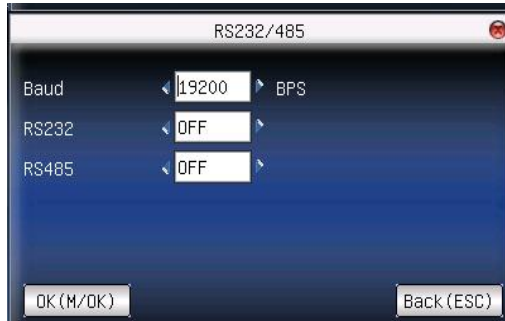 RS232/485
Baud 19200 BPS
RS232 OFF
RS485 OFF
OK(M/OK) Back(ESC)